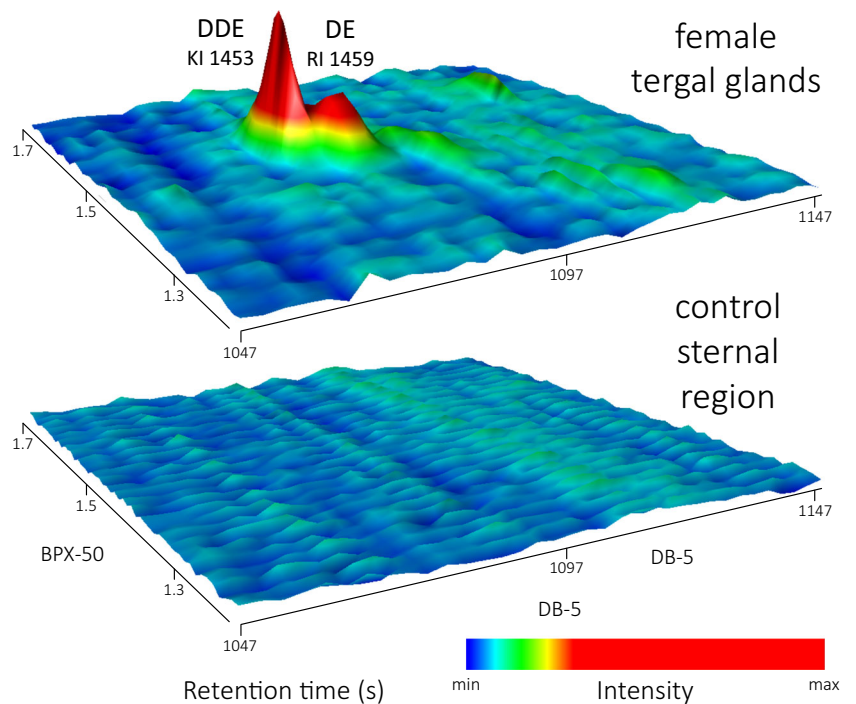 DDE
KI 1453
DE
RI 1459
female
tergal glands
1.7
1.5
1.3
1047
1097
1147
control
sternal
region
1.7
1.5
1.3
BPX-50
1047
1097
1147
DB-5
DB-5
Retention time (s)
min
Intensity
max